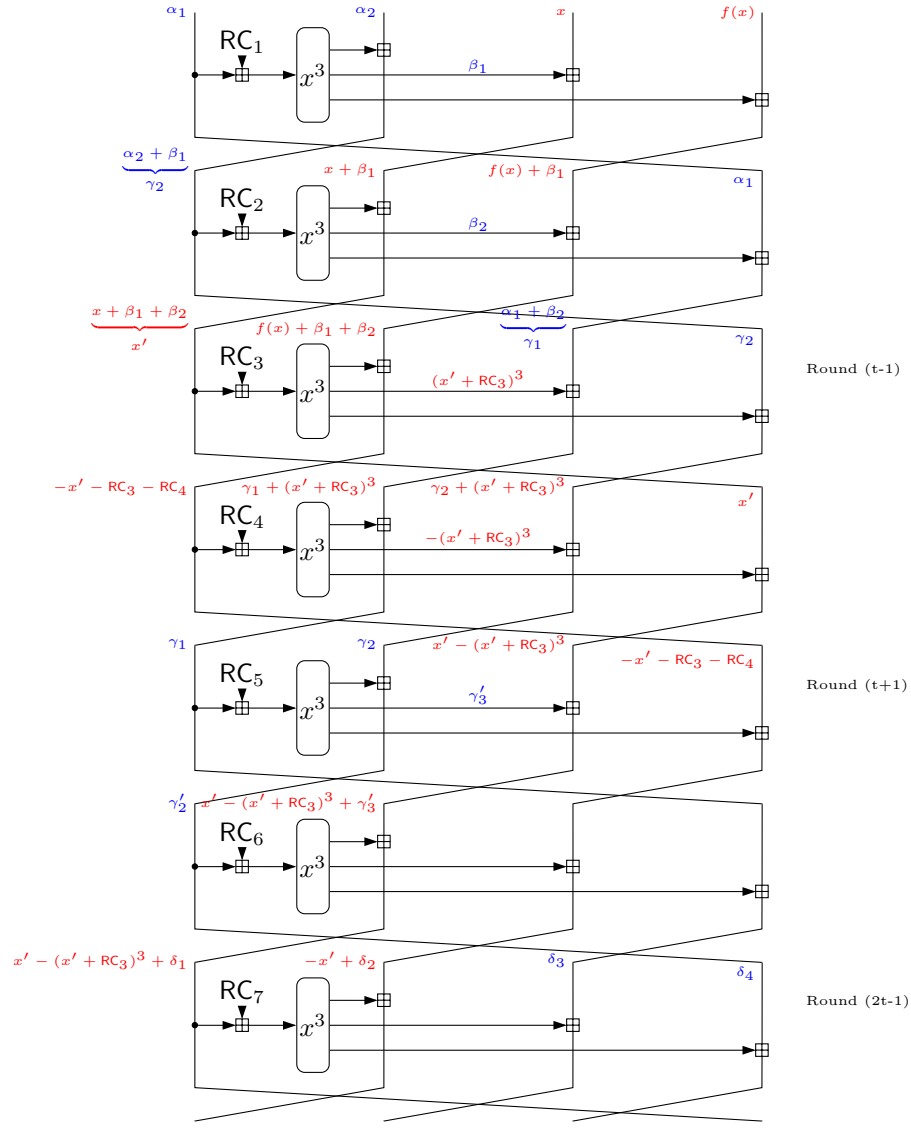 α₁ α₂ x f(x)
RC₁
x³ β₁
α₂ + β₁ x + β₁ f(x) + β₁ α₁
γ₂
RC₂
x³ β₂
x + β₁ + β₂ f(x) + β₁ + β₂ α₁ + β₂ γ₂
x′ γ₁
RC₃ Round (t-1)
x³ (x′ + RC₃)³
−x′ − RC₃ − RC₄ γ₁ + (x′ + RC₃)³ γ₂ + (x′ + RC₃)³ x′
RC₄
x³ −(x′ + RC₃)³
γ₁ γ₂ x′ − (x′ + RC₃)³ −x′ − RC₃ − RC₄
RC₅ Round (t+1)
x³ γ′₃
γ′₂ x′ − (x′ + RC₃)³ + γ′₃
RC₆
x³
x′ − (x′ + RC₃)³ + δ₁ −x′ + δ₂ δ₃ δ₄
RC₇ Round (2t-1)
x³